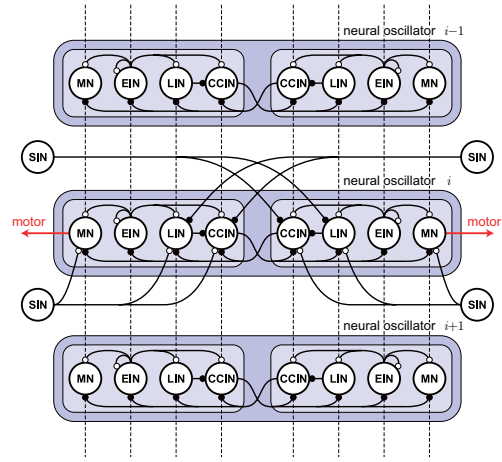 neural oscillator i−1
MN EIN LIN CCIN CCIN LIN EIN MN
SIN SIN
neural oscillator i
motor motor
MN EIN LIN CCIN CCIN LIN EIN MN
SIN SIN
neural oscillator i+1
MN EIN LIN CCIN CCIN LIN EIN MN